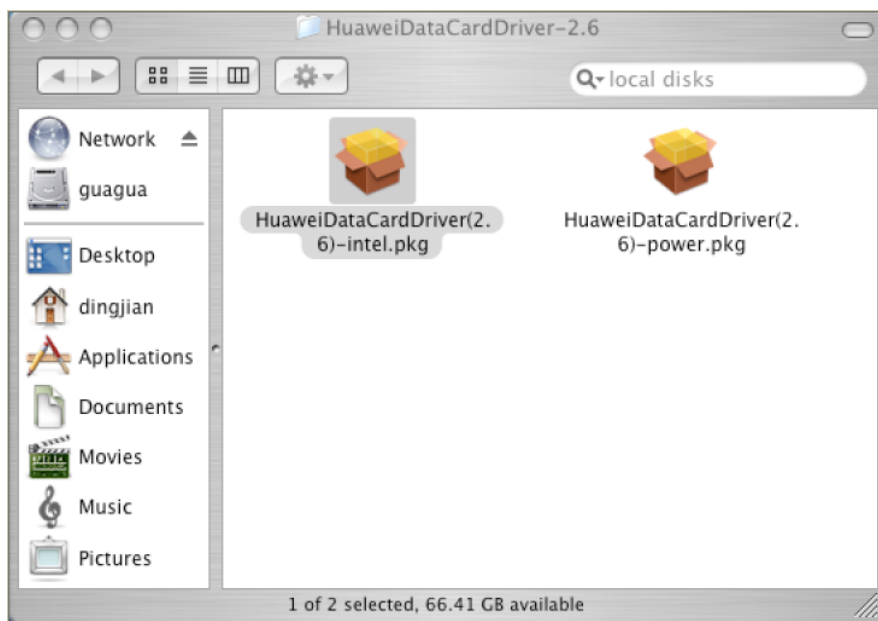 HuaweiDataCardDriver-2.6
local disks
Network
guagua
Desktop
dingjian
Applications
Documents
Movies
Music
Pictures
HuaweiDataCardDriver(2.
6)-intel.pkg
HuaweiDataCardDriver(2.
6)-power.pkg
1 of 2 selected, 66.41 GB available